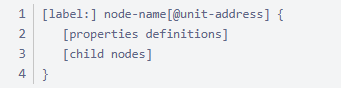 1 [label:] node-name[@unit-address] {
2    [properties definitions]
3    [child nodes]
4 }